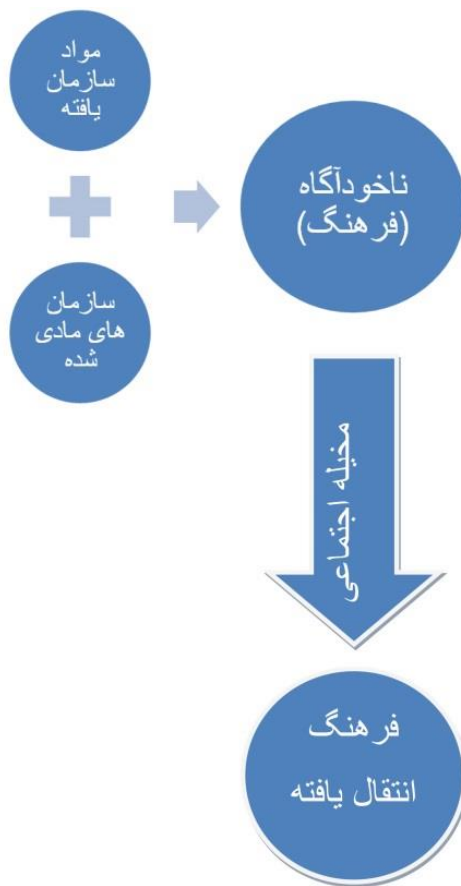 مواد
سازمان
یافته
سازمان
های مادی
شده
ناخودآگاه
(فرهنگ)
مخیله اجتماعی
فرهنگ
انتقال یافته